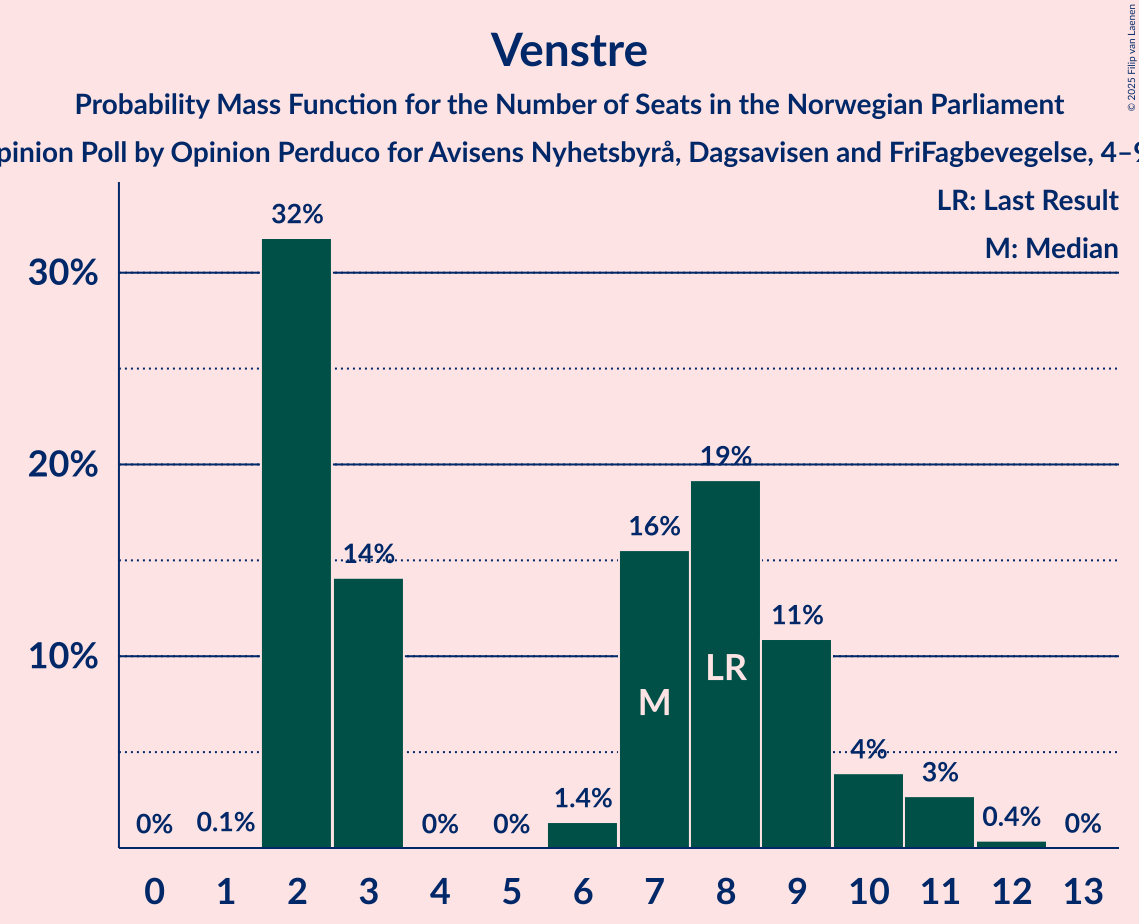 Venstre
Probability Mass Function for the Number of Seats in the Norwegian Parliament
pinion Poll by Opinion Perduco for Avisens Nyhetsbyrå, Dagsavisen and FriFagbevegelse, 4–9
© 2025 Filip van Laenen
LR: Last Result
M: Median
30%
20%
10%
0%
0.1%
32%
14%
0%
0%
1.4%
16%
19%
11%
4%
3%
0.4%
0%
M
LR
0 1 2 3 4 5 6 7 8 9 10 11 12 13